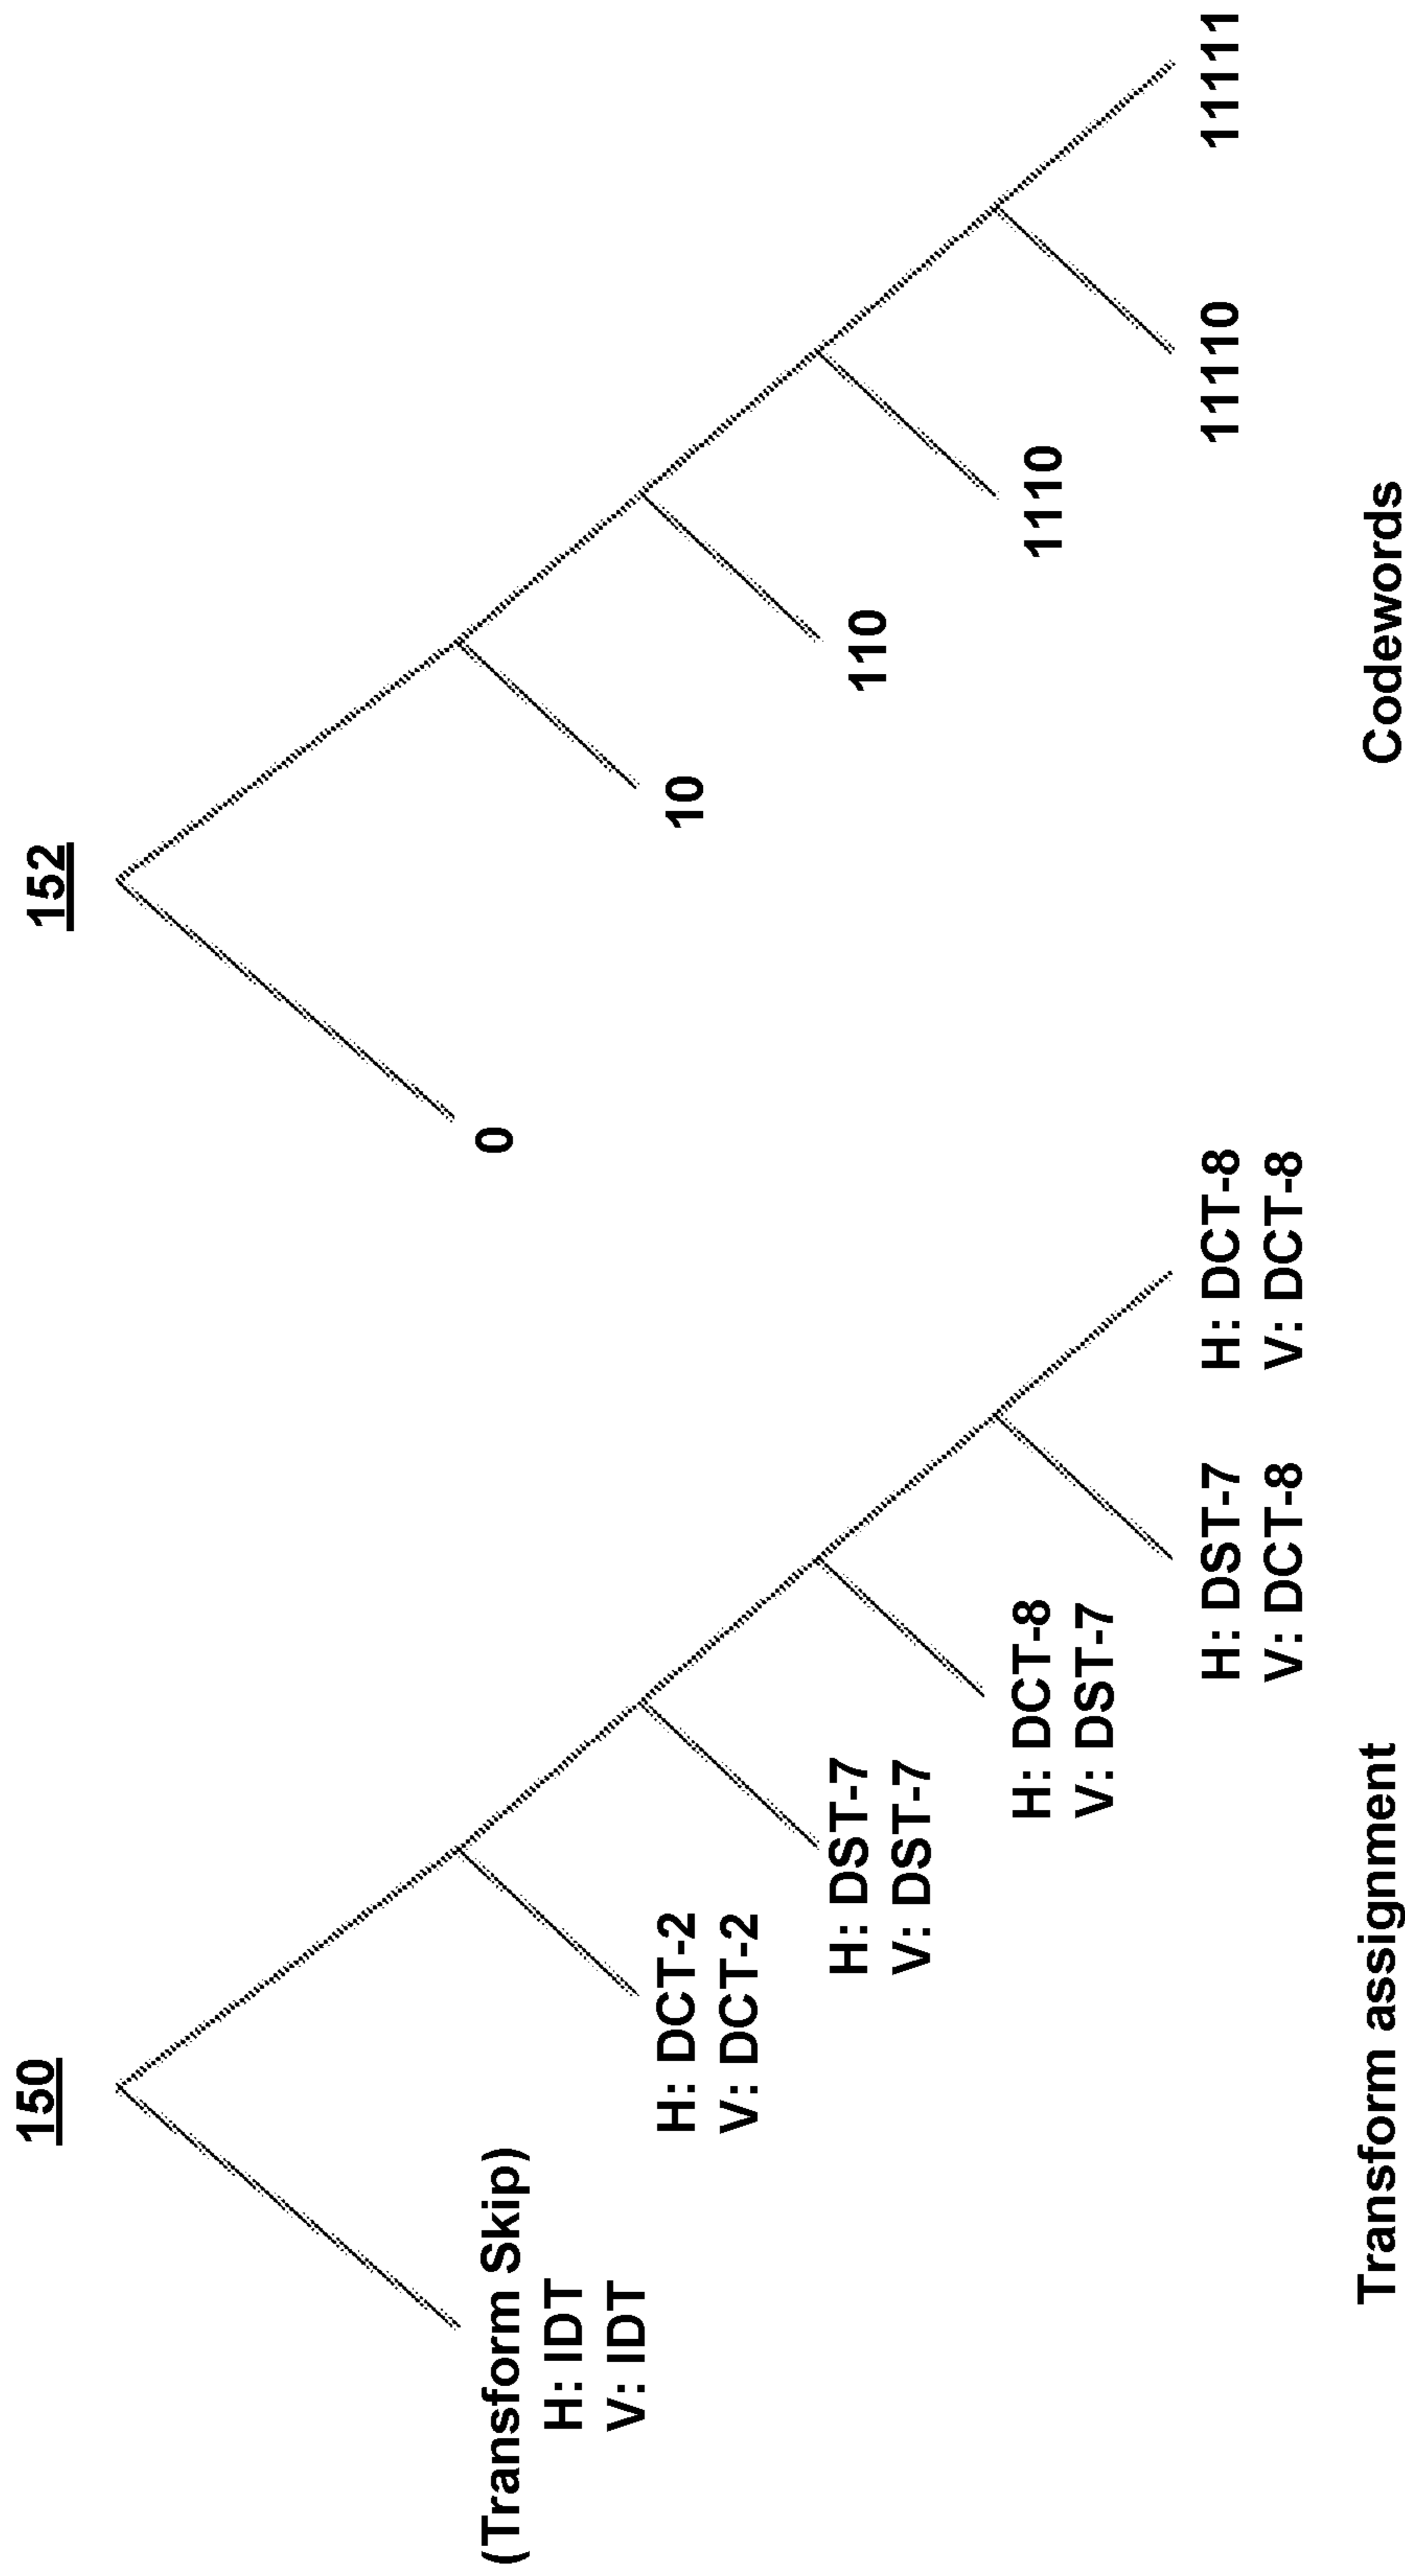 150
(Transform Skip)
H: IDT
V: IDT
H: DCT-2
V: DCT-2
H: DST-7
V: DST-7
H: DCT-8
V: DST-7
H: DST-7
V: DCT-8
H: DCT-8
V: DCT-8
Transform assignment
152
0
10
110
1110
11110
11111
Codewords